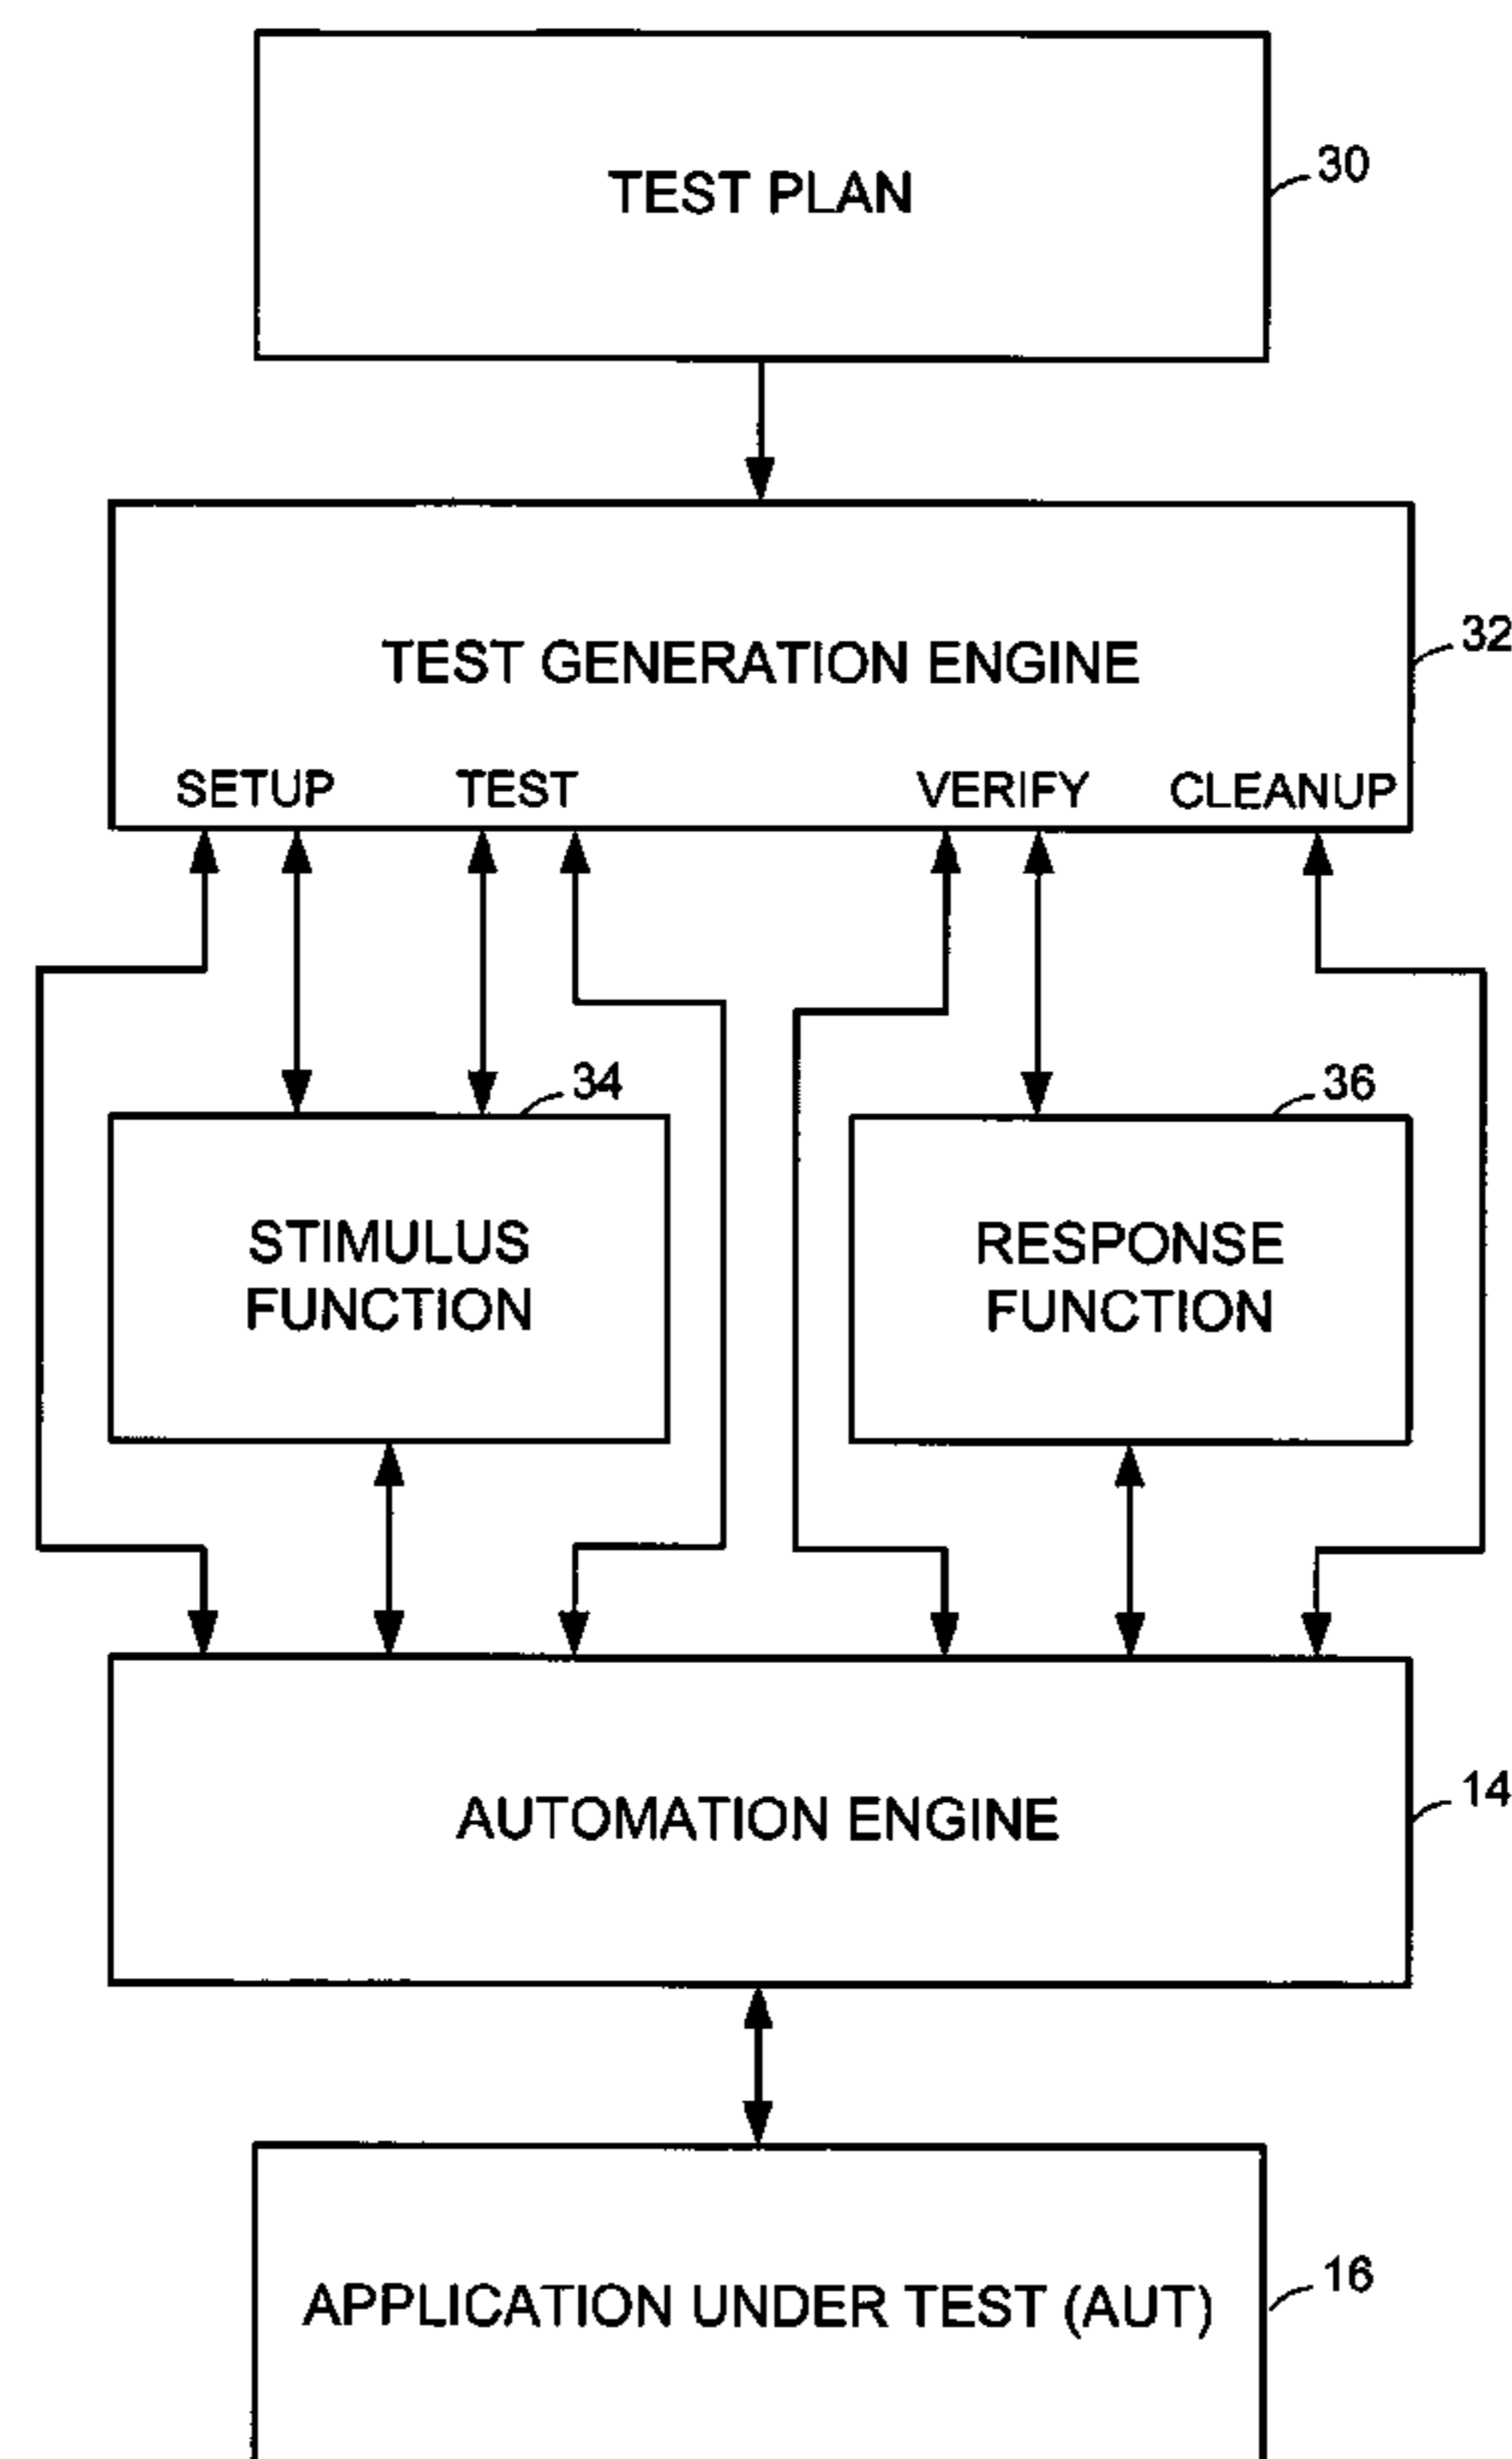 TEST PLAN
30
TEST GENERATION ENGINE
32
SETUP TEST VERIFY CLEANUP
34
36
STIMULUS
FUNCTION
RESPONSE
FUNCTION
AUTOMATION ENGINE
14
APPLICATION UNDER TEST (AUT)
16